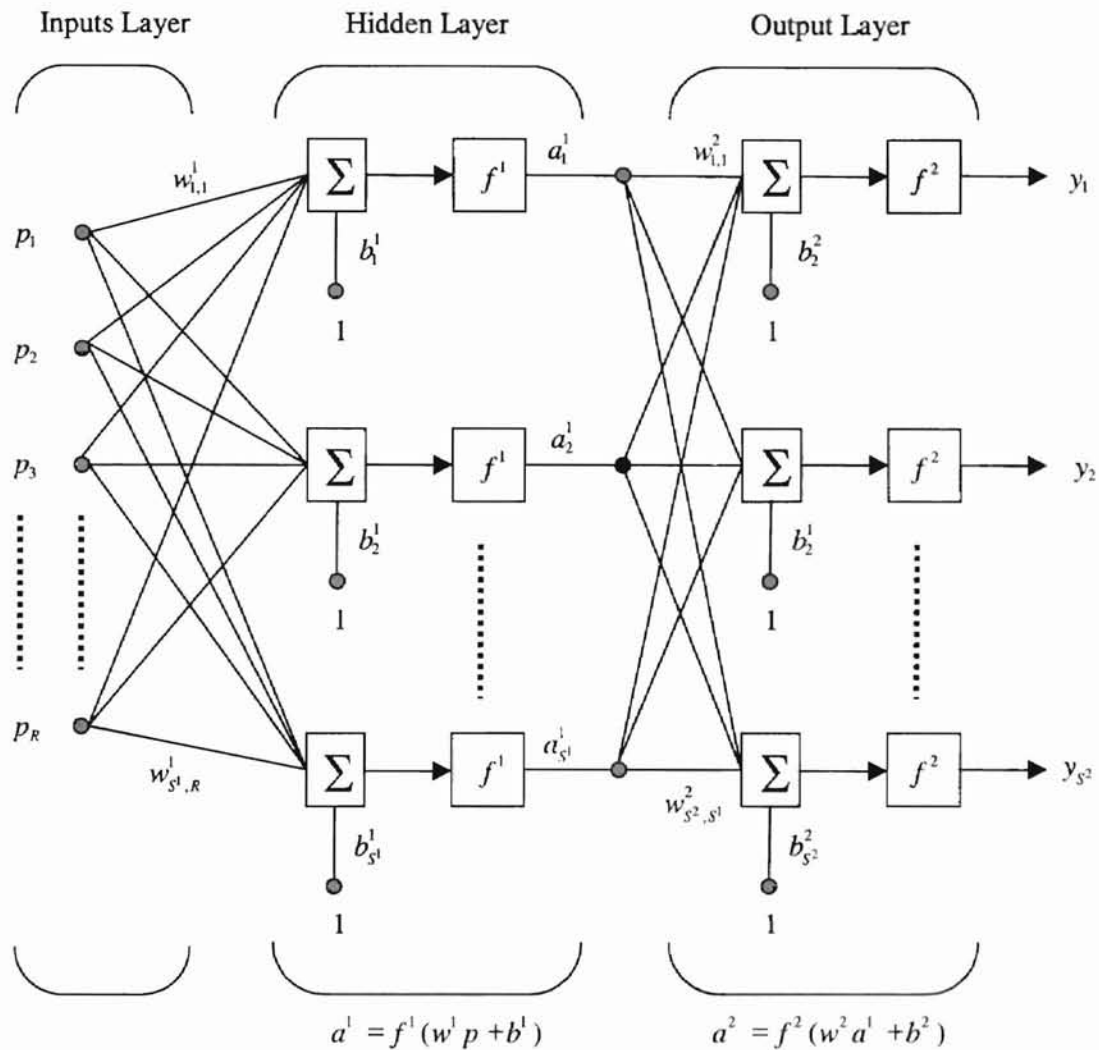 Inputs Layer
Hidden Layer
Output Layer
w¹₁,₁
Σ
f¹
a¹₁
w²₁,₁
Σ
f²
y₁
p₁
b¹₁
b²₂
1
1
p₂
p₃
Σ
f¹
a¹₂
Σ
f²
y₂
b¹₂
b¹₂
1
1
p_R
w¹_S¹,R
Σ
f¹
a¹_S¹
w²_S²,S¹
Σ
f²
y_S²
b¹_S¹
b²_S²
1
1
a¹ = f¹(w¹p+b¹)
a² = f²(w²a¹+b²)